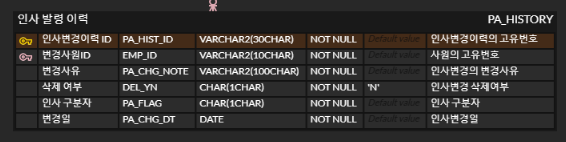 인사 발령 이력 PA_HISTORY
인사변경이력 ID PA_HIST_ID VARCHAR2(30CHAR) NOT NULL Default value 인사변경이력의 고유번호
변경사원ID EMP_ID VARCHAR2(10CHAR) NOT NULL Default value 사원의 고유번호
변경사유 PA_CHG_NOTE VARCHAR2(100CHAR) NOT NULL Default value 인사변경의 변경사유
삭제 여부 DEL_YN CHAR(1CHAR) NOT NULL 'N' 인사변경 삭제여부
인사 구분자 PA_FLAG CHAR(1CHAR) NOT NULL Default value 인사 구분자
변경일 PA_CHG_DT DATE NOT NULL Default value 인사변경일